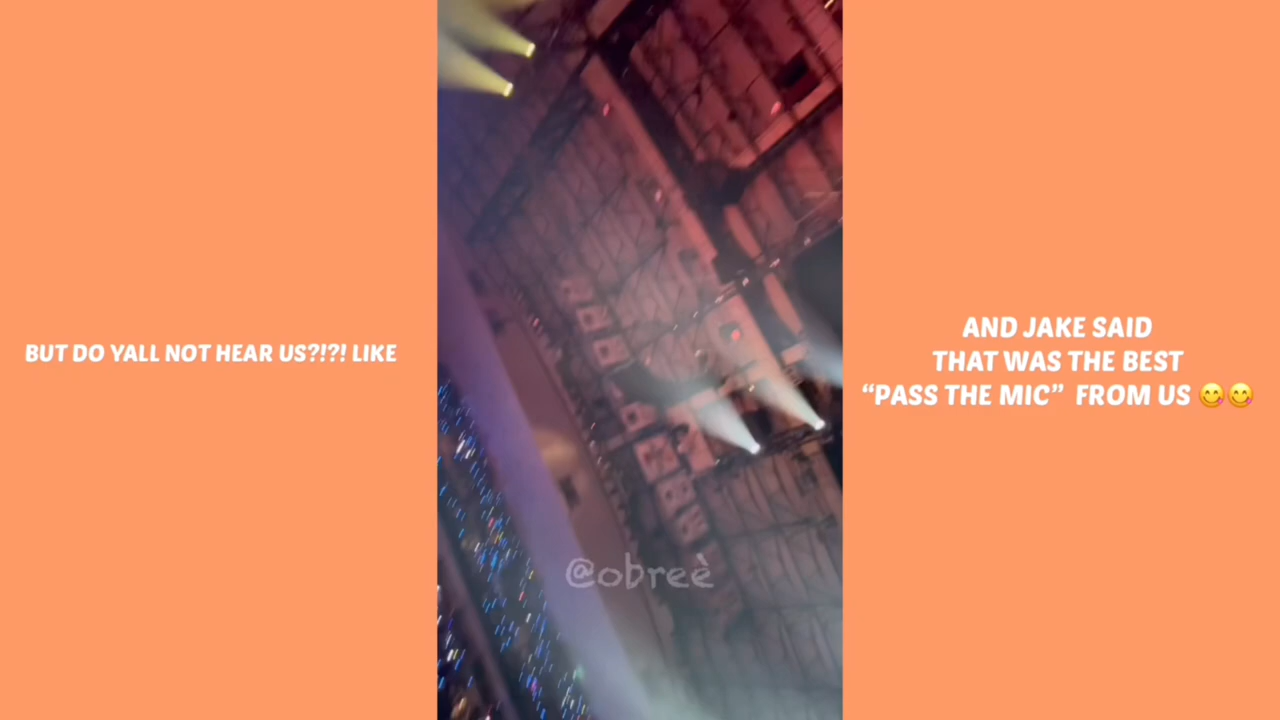 BUT DO YALL NOT HEAR US?!?! LIKE
@obreè
AND JAKE SAID
THAT WAS THE BEST
“PASS THE MIC” FROM US 😋😋